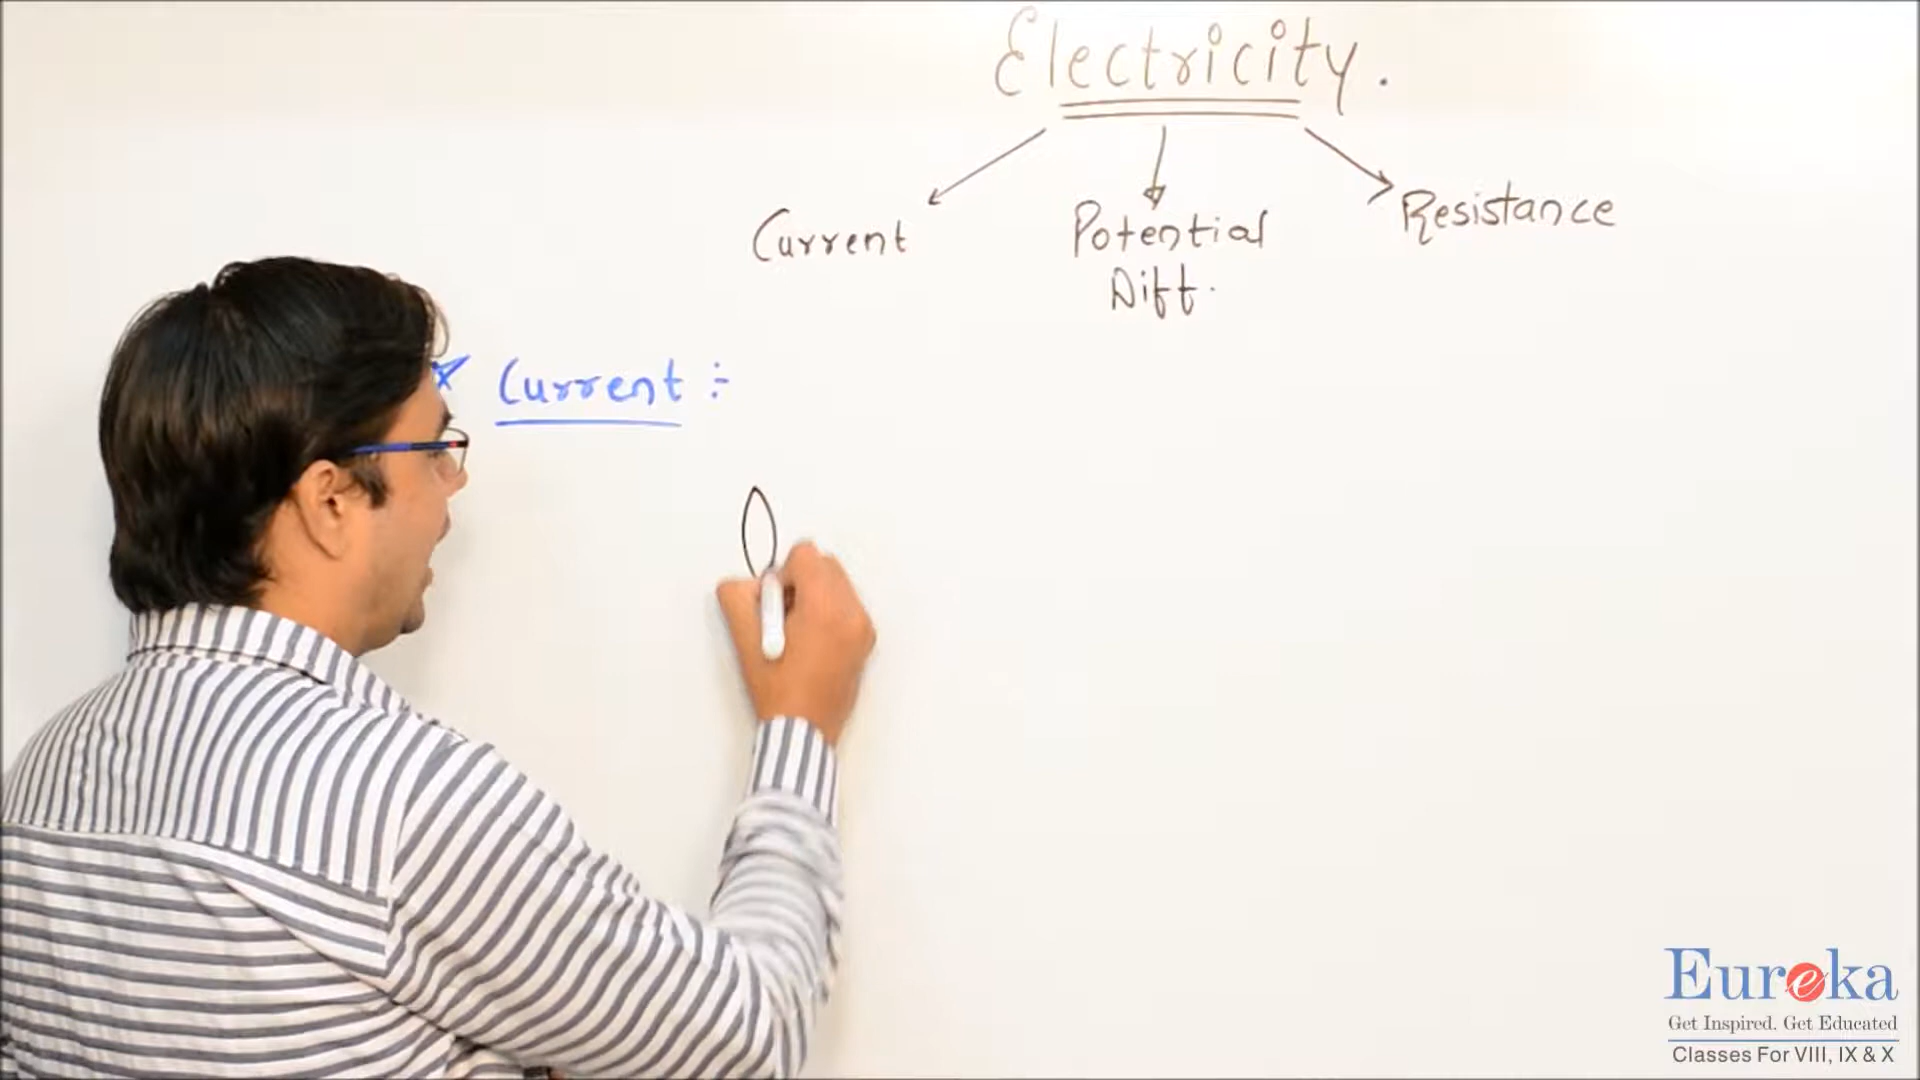 Electricity.
Current
Potential
Diff.
Resistance
* Current :-
Eureka
Get Inspired. Get Educated
Classes For VIII, IX & X